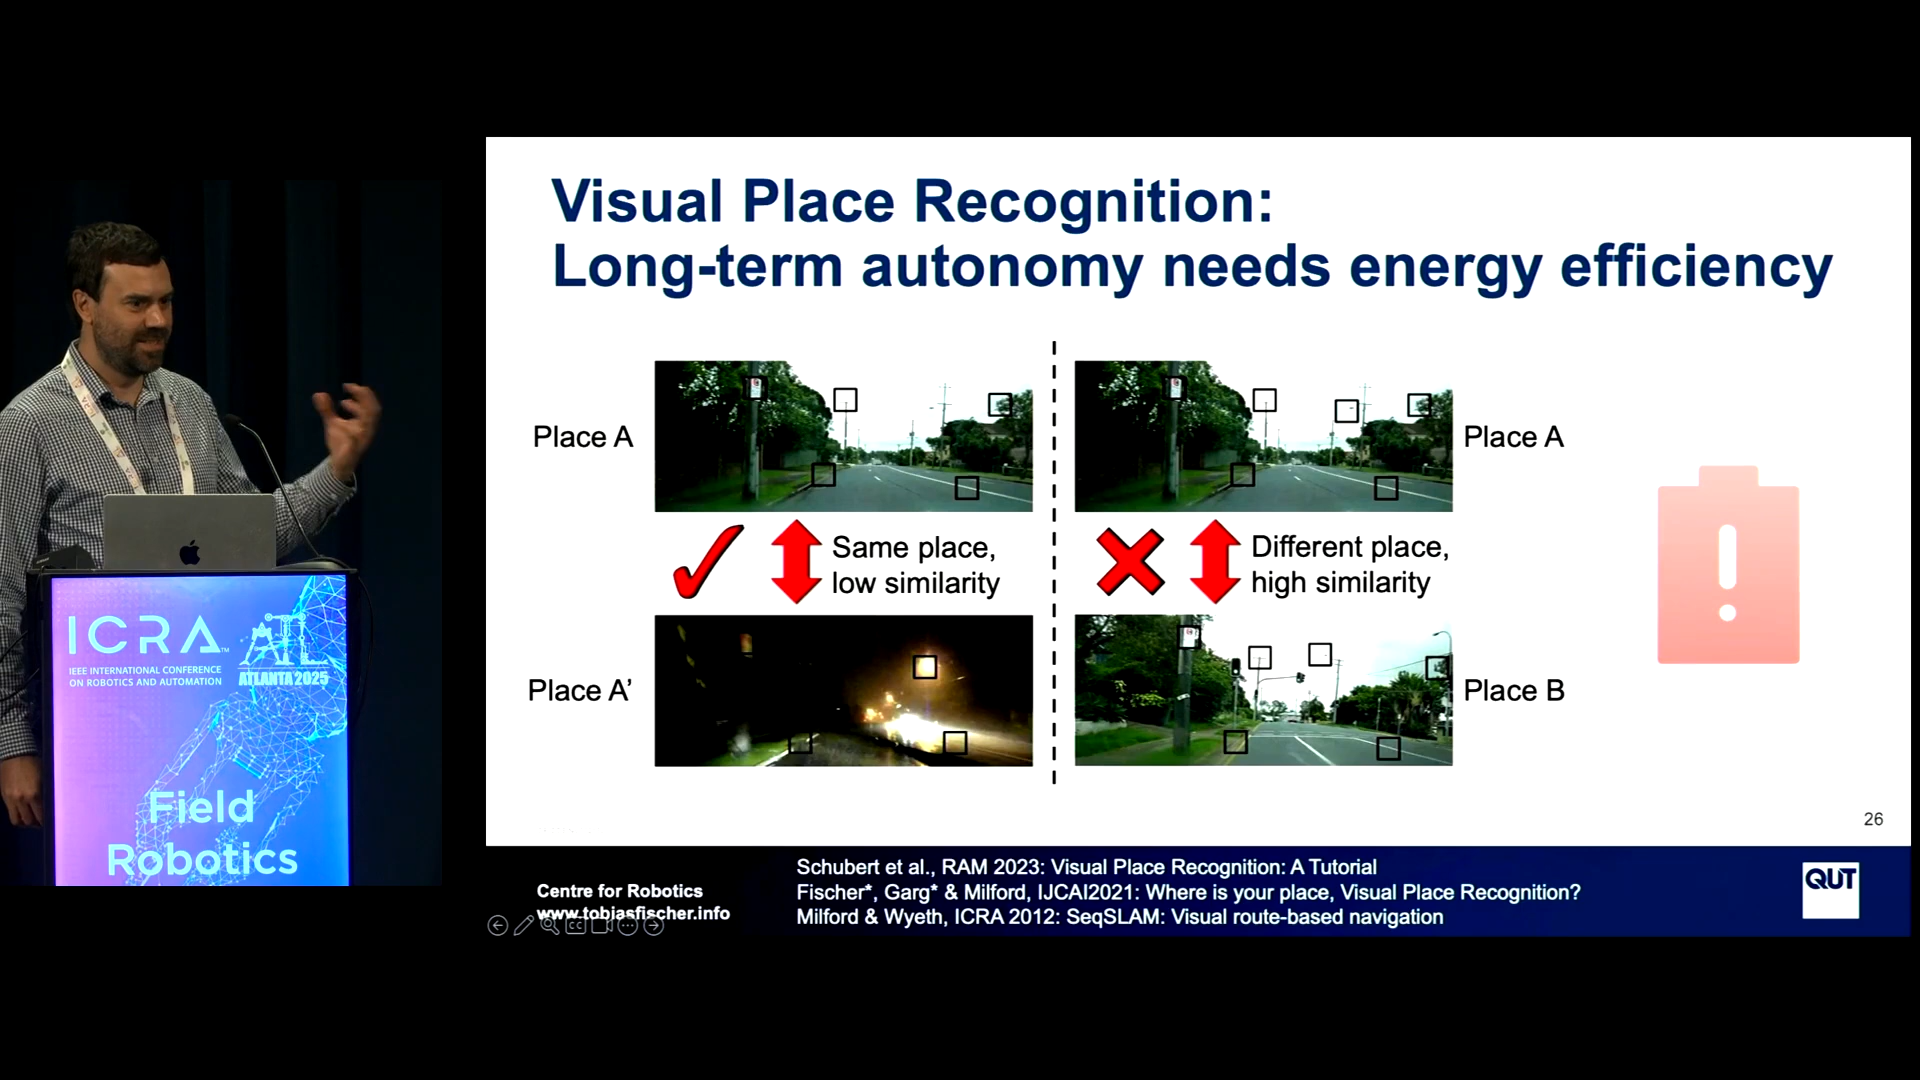 Visual Place Recognition:
Long-term autonomy needs energy efficiency
Place A
Place A
Same place,
low similarity
Different place,
high similarity
Place A’
Place B
26
Schubert et al., RAM 2023: Visual Place Recognition: A Tutorial
Fischer*, Garg* & Milford, IJCAI2021: Where is your place, Visual Place Recognition?
Milford & Wyeth, ICRA 2012: SeqSLAM: Visual route-based navigation
Centre for Robotics
www.tobiasfischer.info
QUT
CC
ICRA™
IEEE INTERNATIONAL CONFERENCE
ON ROBOTICS AND AUTOMATION
ATL
ATLANTA 2025
Field
Robotics